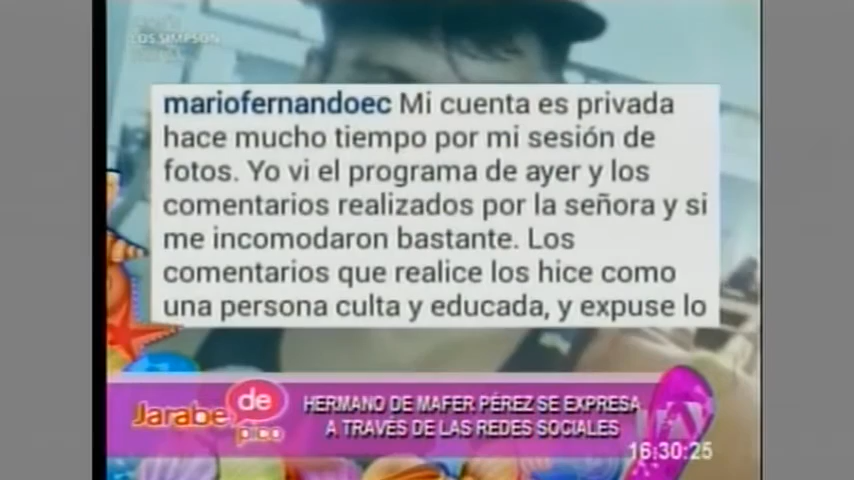 LOS SIMPSON
mariofernandoec Mi cuenta es privada
hace mucho tiempo por mi sesión de
fotos. Yo vi el programa de ayer y los
comentarios realizados por la señora y si
me incomodaron bastante. Los
comentarios que realice los hice como
una persona culta y educada, y expuse lo
Jarabe de pico
HERMANO DE MAFER PÉREZ SE EXPRESA
A TRAVÉS DE LAS REDES SOCIALES
16:30:25